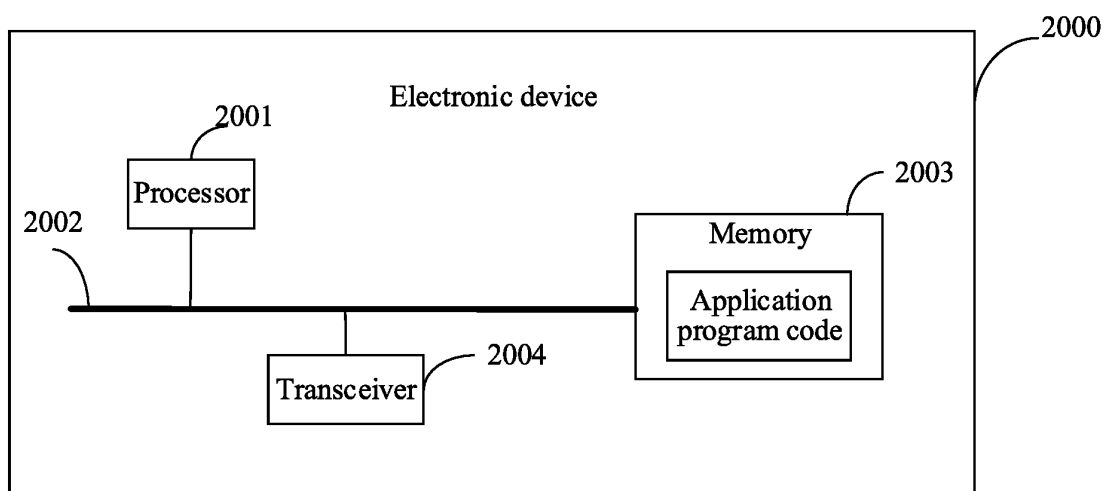 2000
Electronic device
2001
Processor
2003
2002
Memory
Application
program code
2004
Transceiver